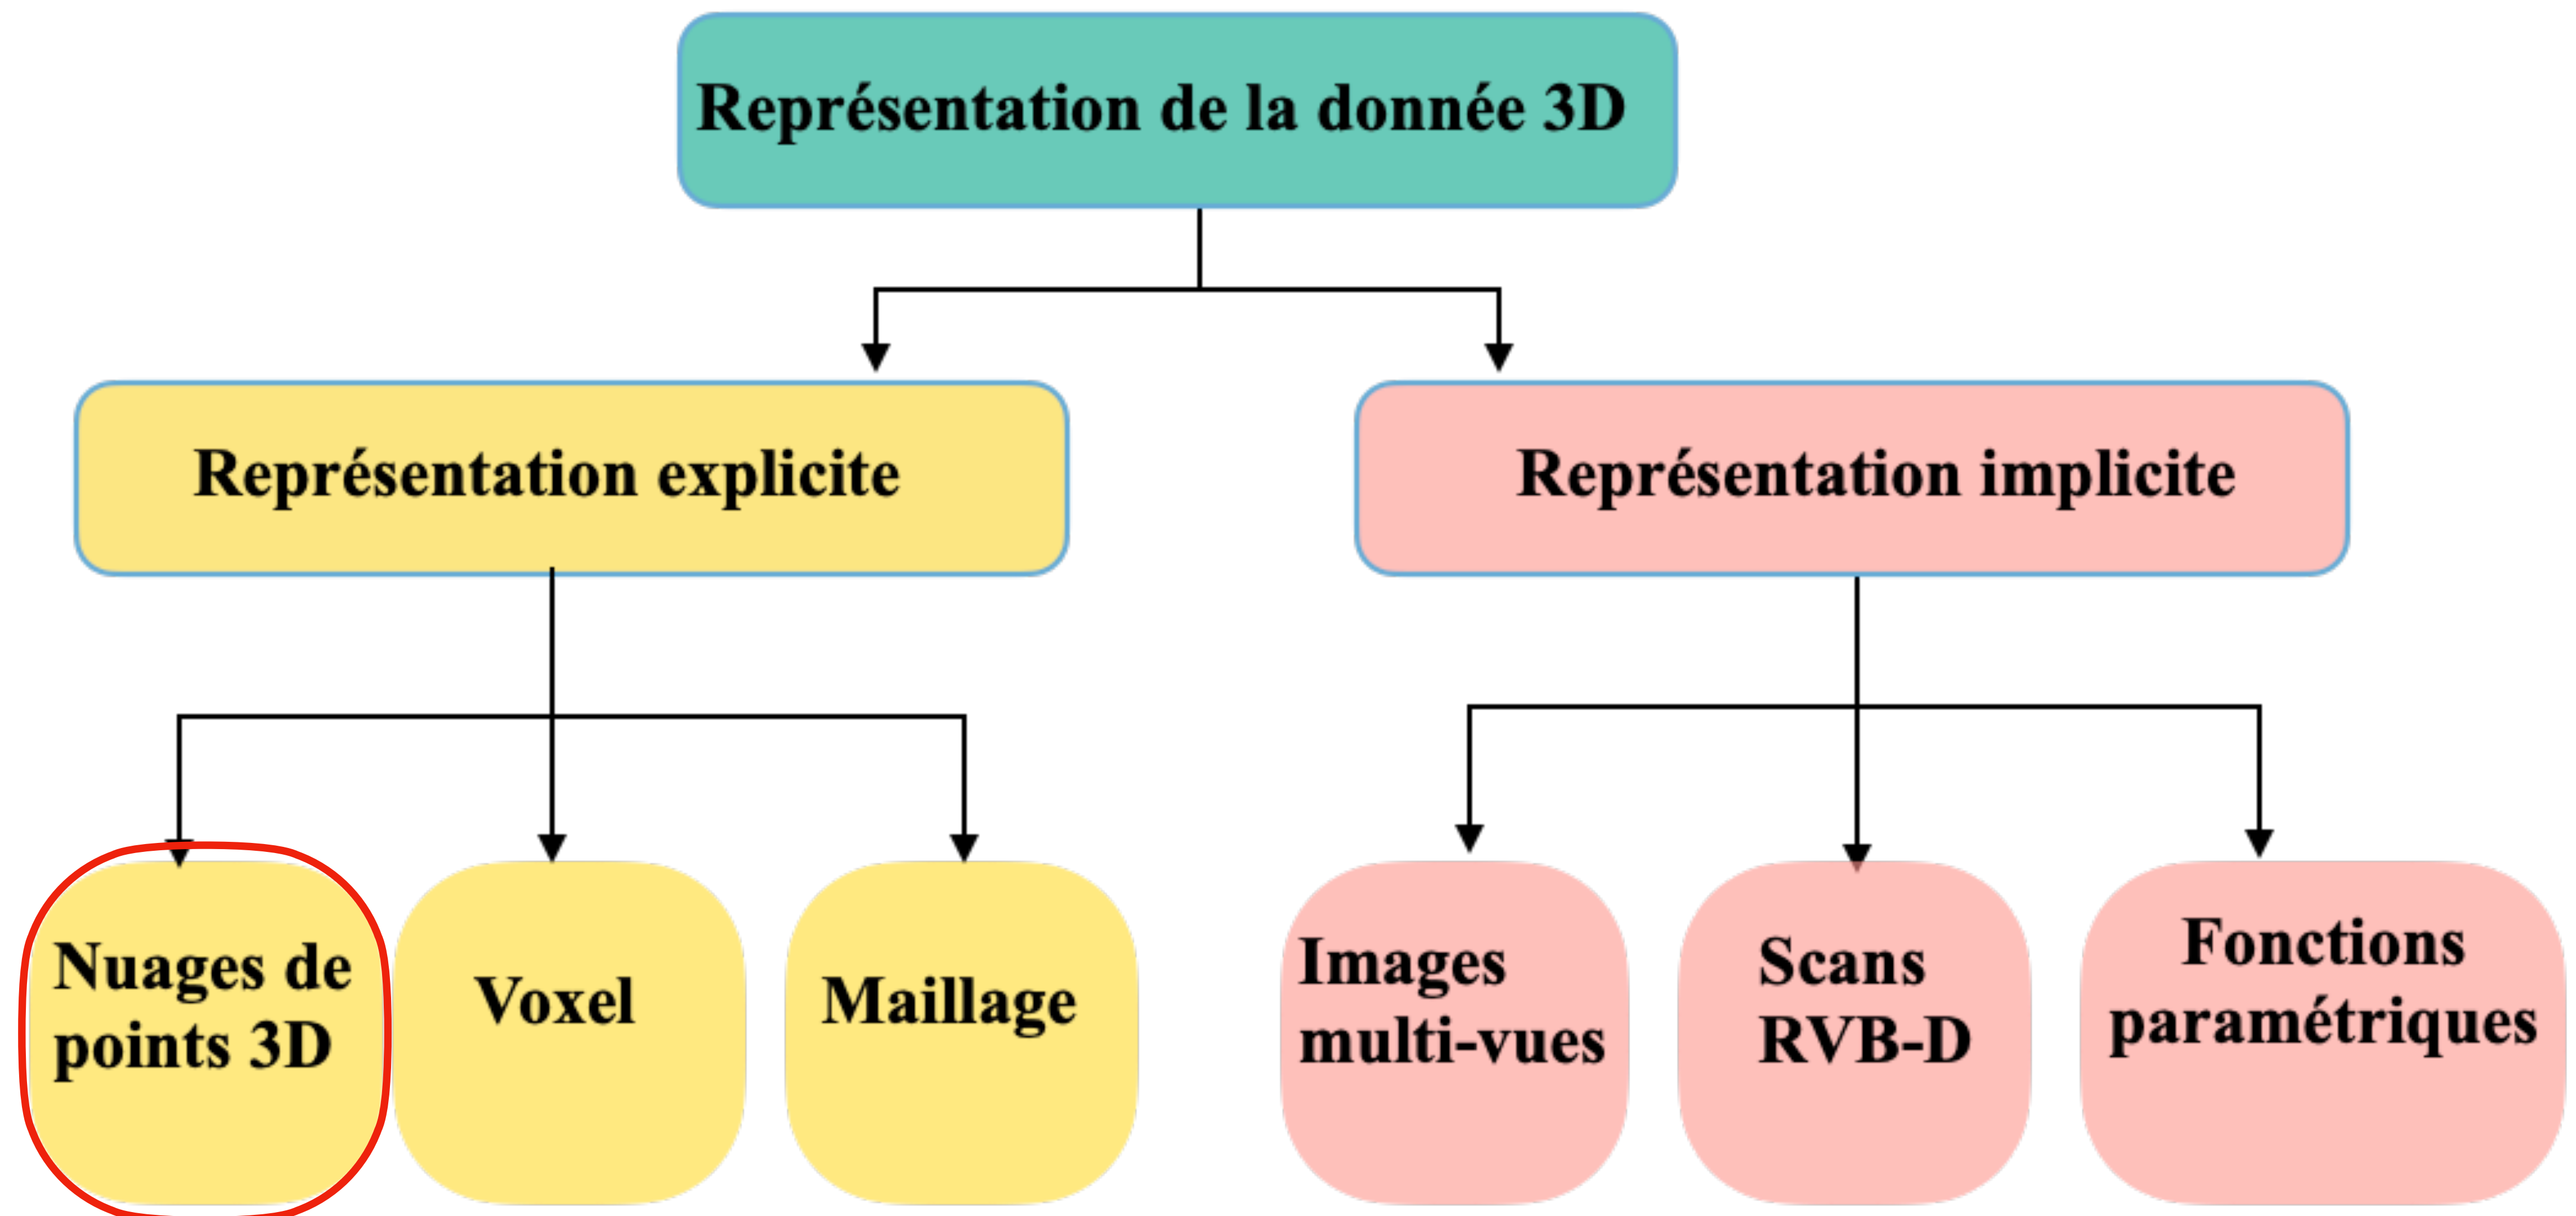 Représentation de la donnée 3D
Représentation explicite
Représentation implicite
Nuages de
points 3D
Voxel
Maillage
Images
multi-vues
Scans
RVB-D
Fonctions
paramétriques